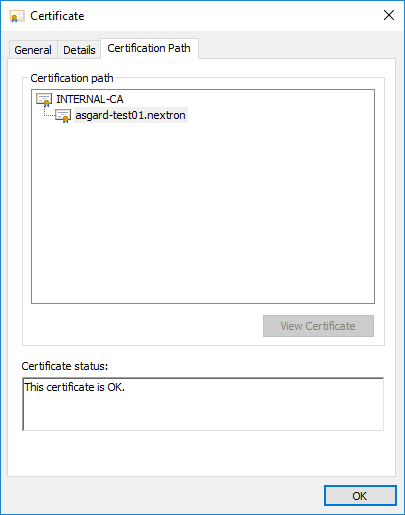 Certificate
General Details Certification Path
Certification path
INTERNAL-CA
asgard-test01.nextron
View Certificate
Certificate status:
This certificate is OK.
OK